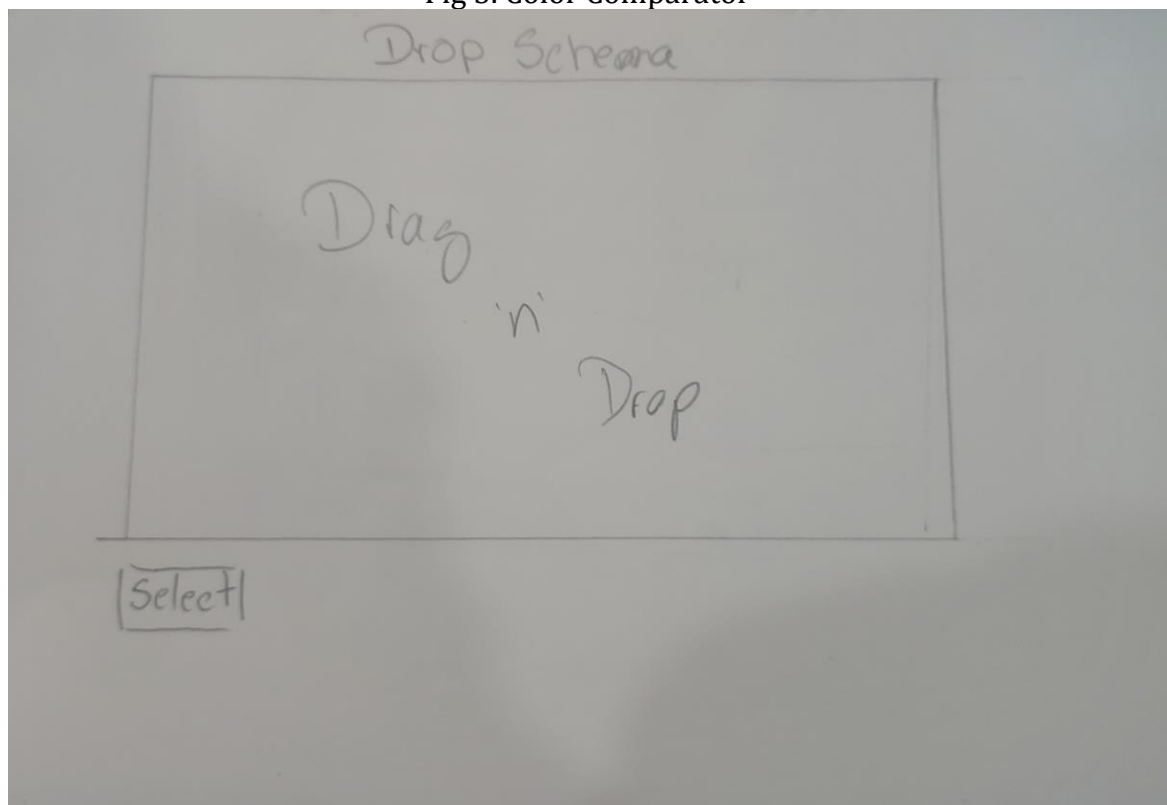 Fig 3. Color Comparator
Drop Schema
Drag
'n'
Drop
Select